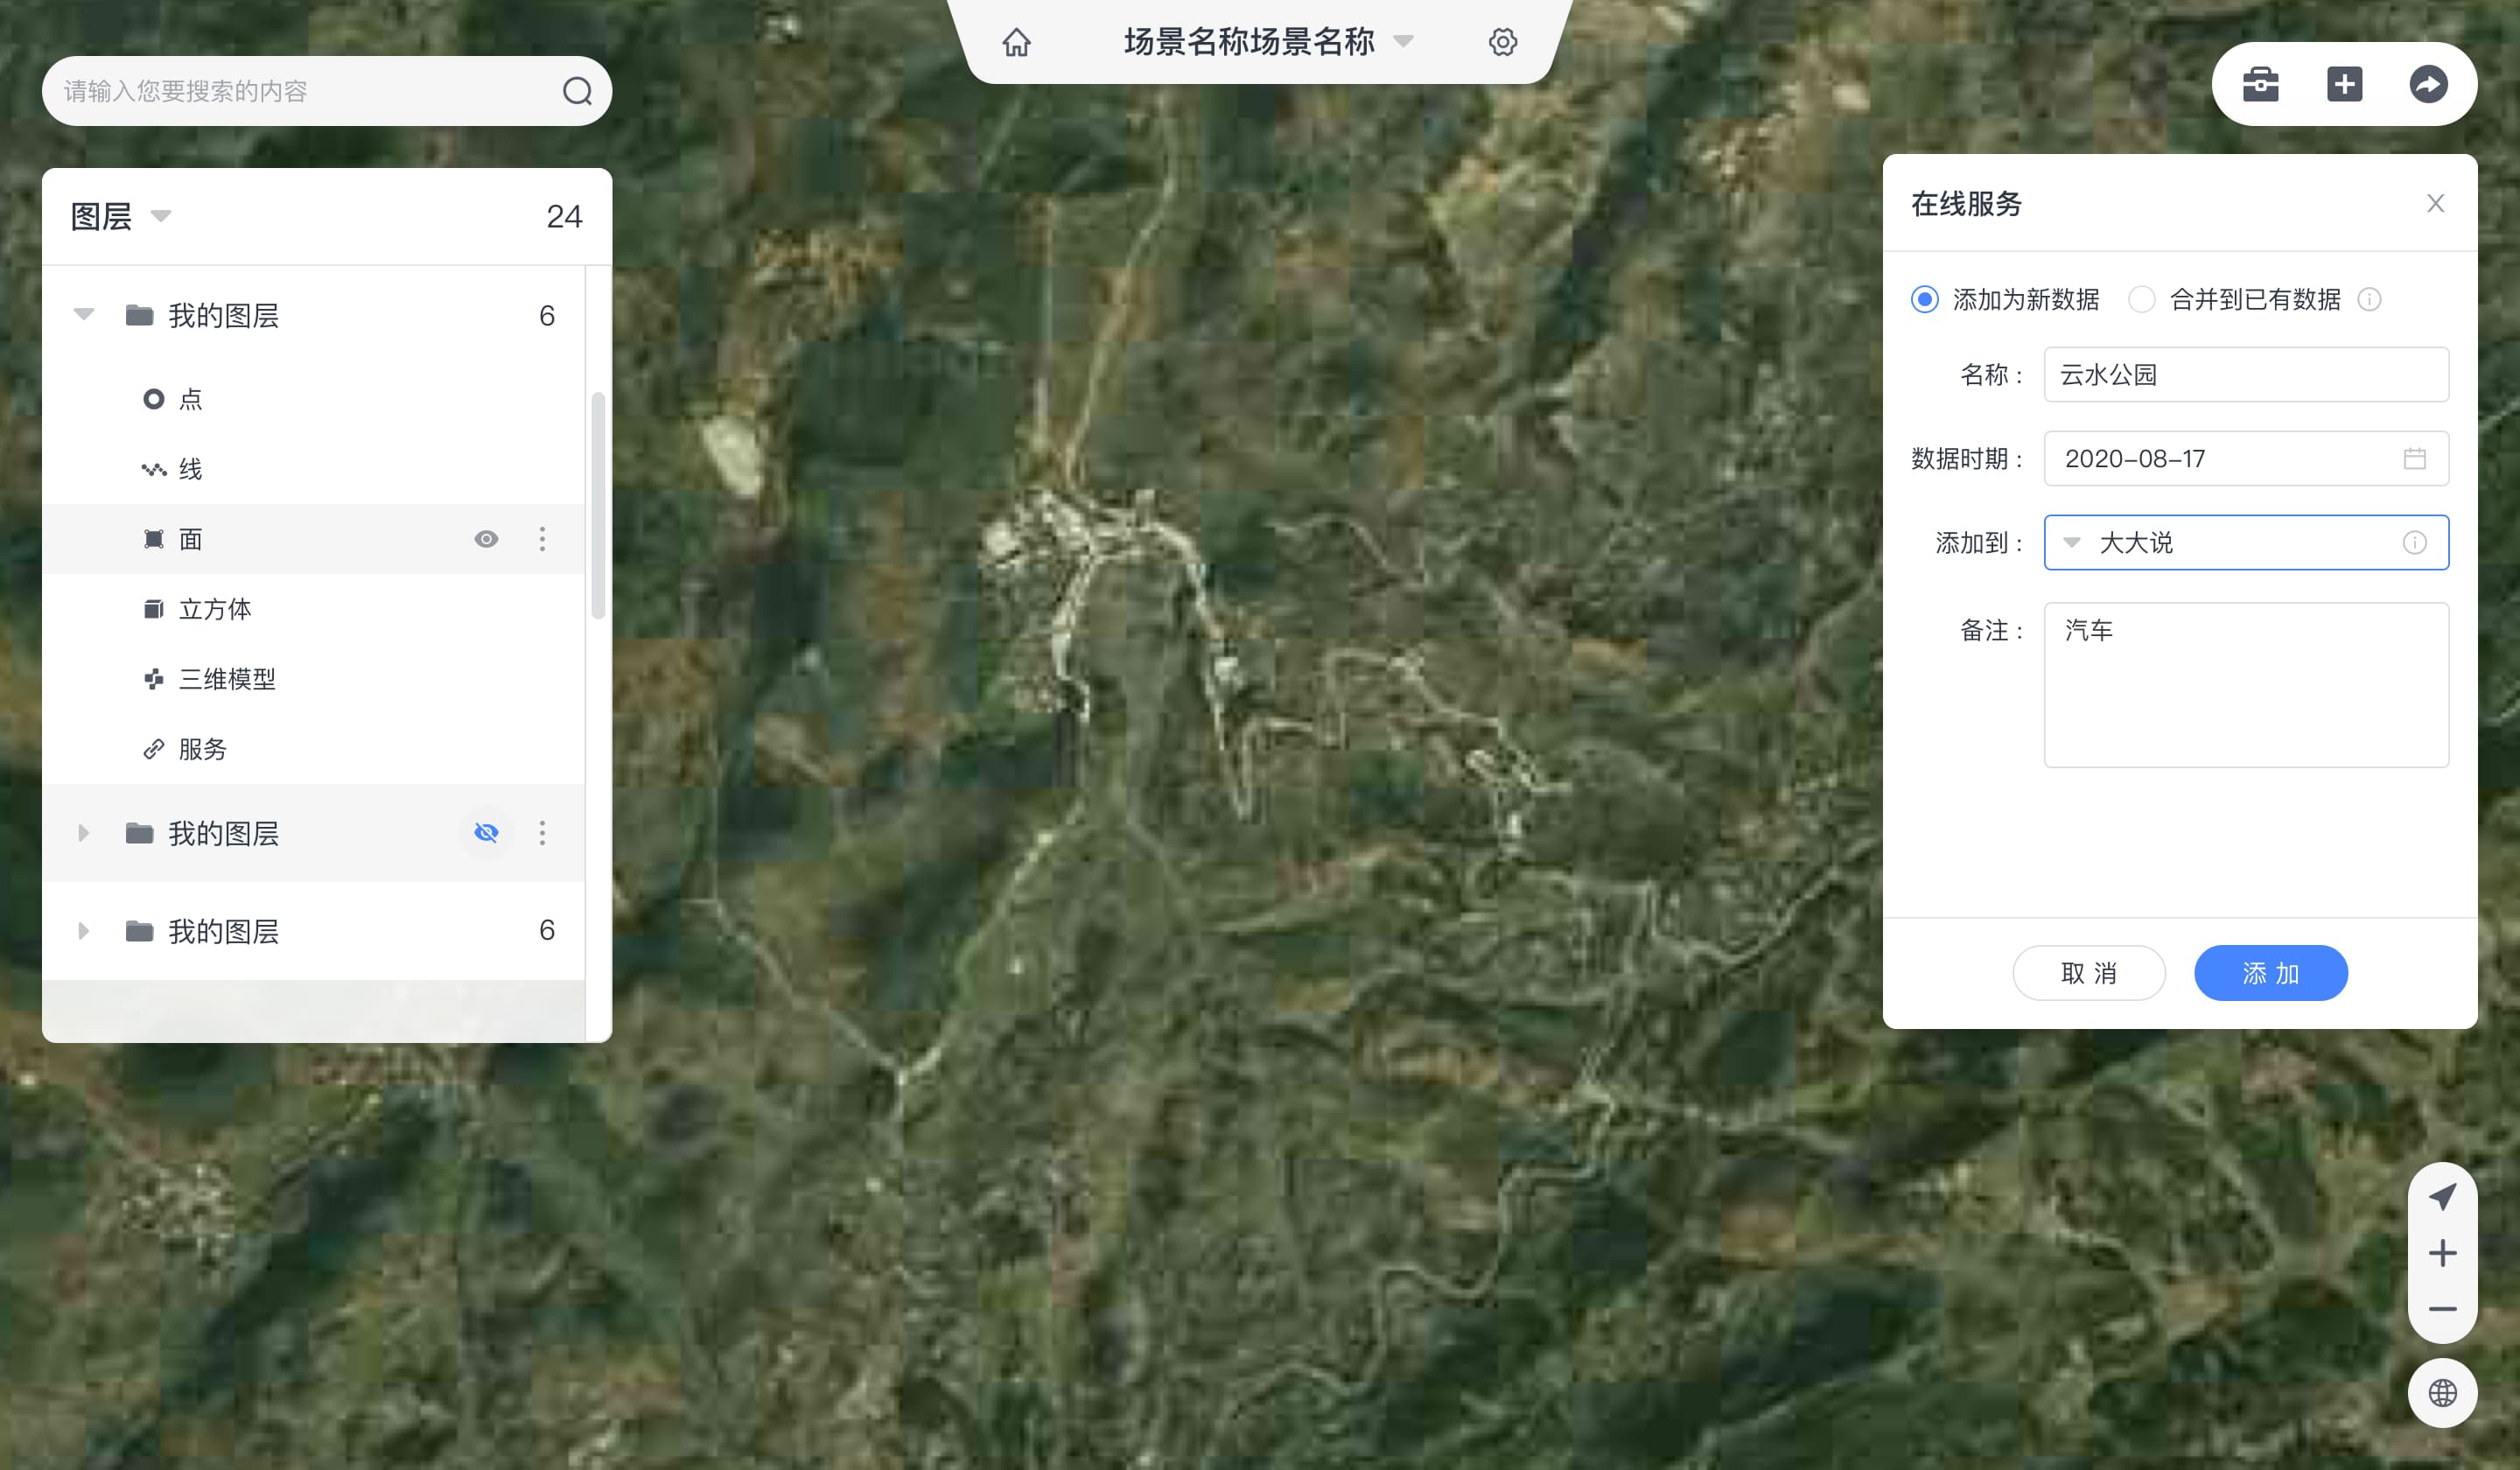 场景名称场景名称
请输入您要搜索的内容
图层 24
我的图层 6
点
线
面
立方体
三维模型
服务
我的图层
我的图层 6
在线服务
添加为新数据 合并到已有数据
名称： 云水公园
数据时期： 2020-08-17
添加到： 大大说
备注： 汽车
取 消 添 加